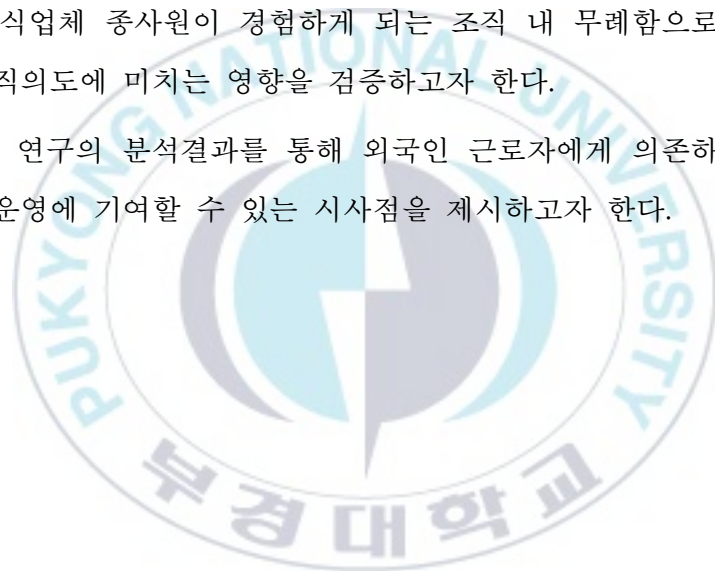 식업체 종사원이 경험하게 되는 조직 내 무례함으로
직의도에 미치는 영향을 검증하고자 한다.
연구의 분석결과를 통해 외국인 근로자에게 의존하
운영에 기여할 수 있는 시사점을 제시하고자 한다.
PUKYONG NATIONAL UNIVERSITY
부경대학교